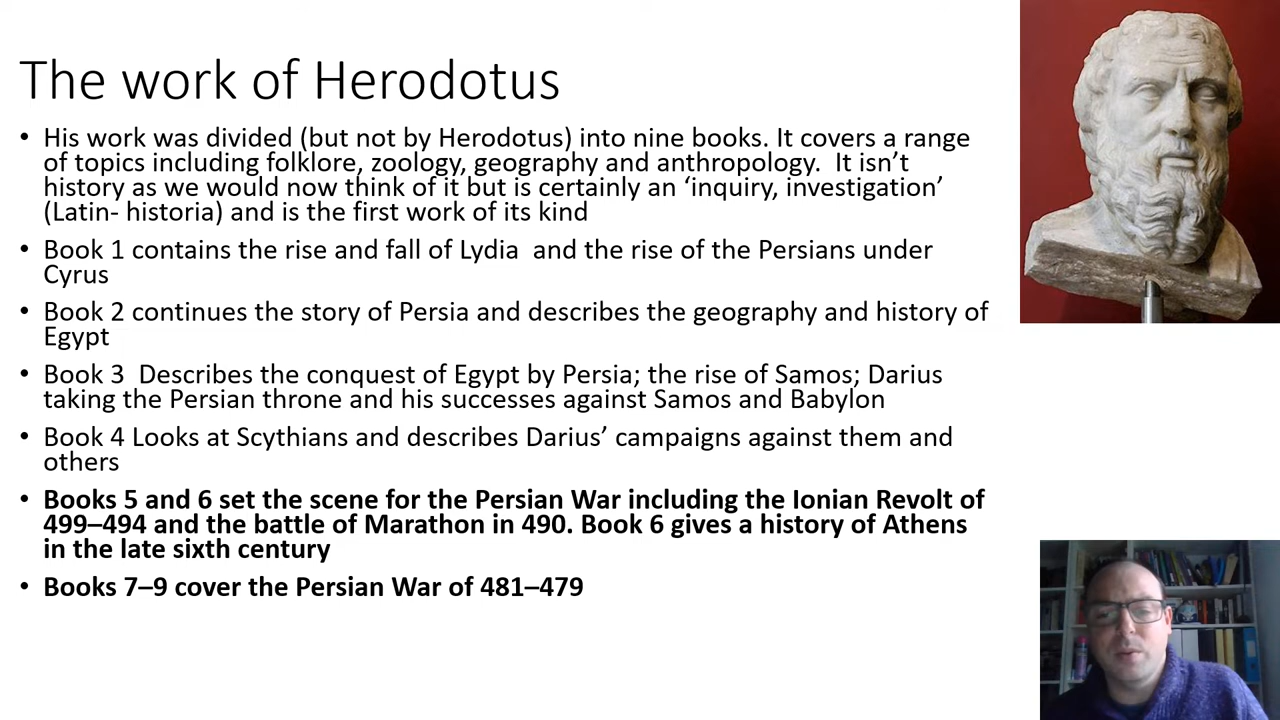 The work of Herodotus
• His work was divided (but not by Herodotus) into nine books. It covers a range
of topics including folklore, zoology, geography and anthropology.  It isn’t
history as we would now think of it but is certainly an ‘inquiry, investigation’
(Latin- historia) and is the first work of its kind
• Book 1 contains the rise and fall of Lydia  and the rise of the Persians under
Cyrus
• Book 2 continues the story of Persia and describes the geography and history of
Egypt
• Book 3  Describes the conquest of Egypt by Persia; the rise of Samos; Darius
taking the Persian throne and his successes against Samos and Babylon
• Book 4 Looks at Scythians and describes Darius’ campaigns against them and
others
• Books 5 and 6 set the scene for the Persian War including the Ionian Revolt of
499–494 and the battle of Marathon in 490. Book 6 gives a history of Athens
in the late sixth century
• Books 7–9 cover the Persian War of 481–479